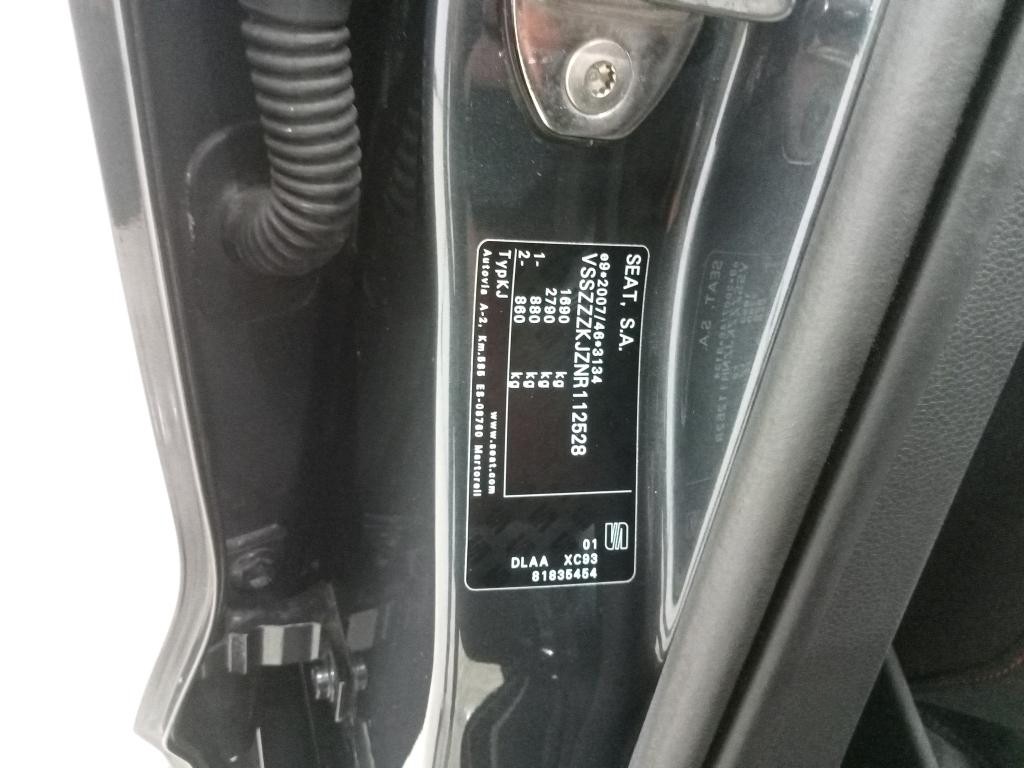 SEAT, S.A.
e9*2007/46*3134
VSSZZZKJZNR112528
1690 kg
2790 kg
1- 880 kg
2- 860 kg
TypKJ
www.seat.com
Autovia A-2, Km.585 ES-08760 Martorell
01
DLAA XC93
81835454